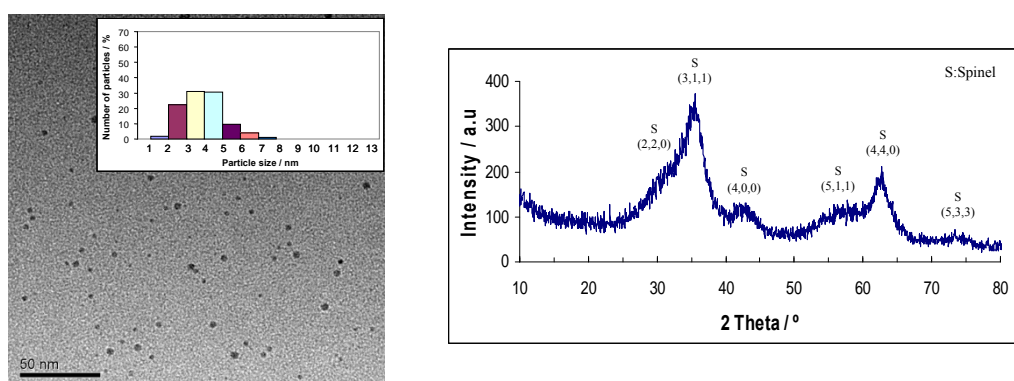 70
60
50
40
30
20
10
0
Number of particles / %
1 2 3 4 5 6 7 8 9 10 11 12 13
Particle size / nm
50 nm
S:Spinel
S
(3,1,1)
S
(2,2,0)
S
(4,0,0)
S
(5,1,1)
S
(4,4,0)
S
(5,3,3)
400
300
200
100
0
Intensity / a.u
10 20 30 40 50 60 70 80
2 Theta / º